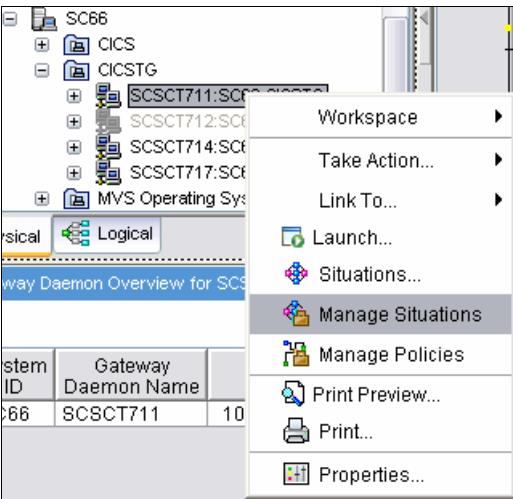 SC66
CICS
CICSTG
SCSCT711:SC66:CICSTG
SCSCT712:SC6
SCSCT714:SC6
SCSCT717:SC6
MVS Operating Sys
Logical
way Daemon Overview for SCS
ystem ID
Gateway Daemon Name
C66
SCSCT711
10
Workspace
Take Action...
Link To...
Launch...
Situations...
Manage Situations
Manage Policies
Print Preview...
Print...
Properties...